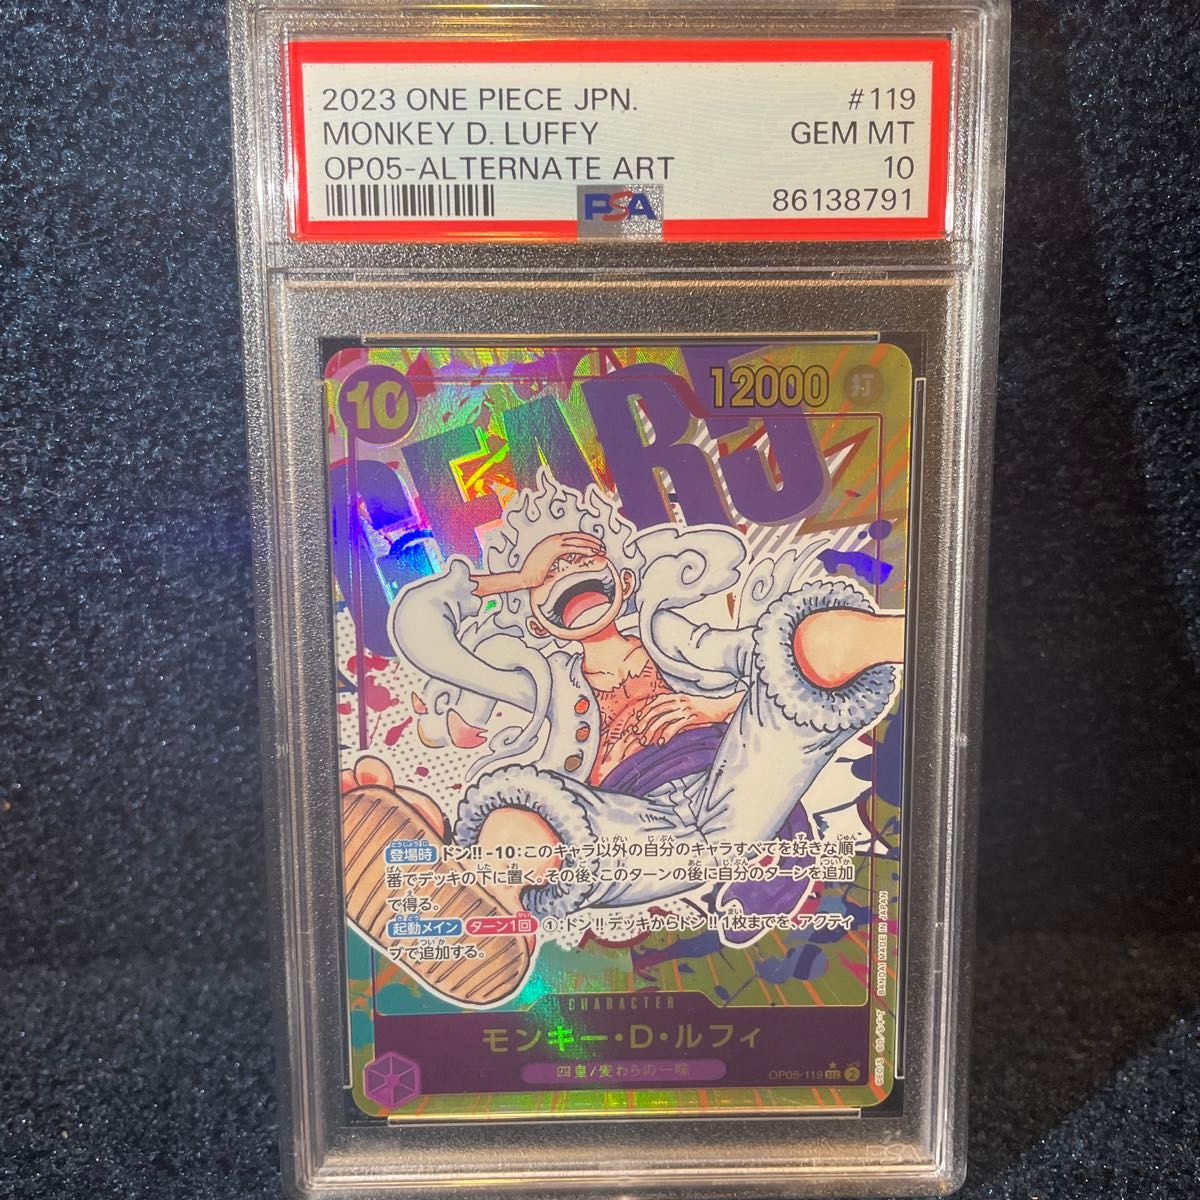 2023 ONE PIECE JPN. #119
MONKEY D. LUFFY GEM MT
OP05-ALTERNATE ART 10
PSA 86138791
10 12000 打
GEAR5
登場時 ドン!!-10:このキャラ以外の自分のキャラすべてを好きな順
番でデッキの下に置く。その後、このターンの後に自分のターンを追加
で得る。
起動メイン ターン1回 ①:ドン!!デッキからドン!!1枚までを、アクティ
ブで追加する。
CHARACTER
モンキー・D・ルフィ
四皇/麦わらの一味
OP05-119 SEC 2
BANDAI MADE IN JAPAN
PSA